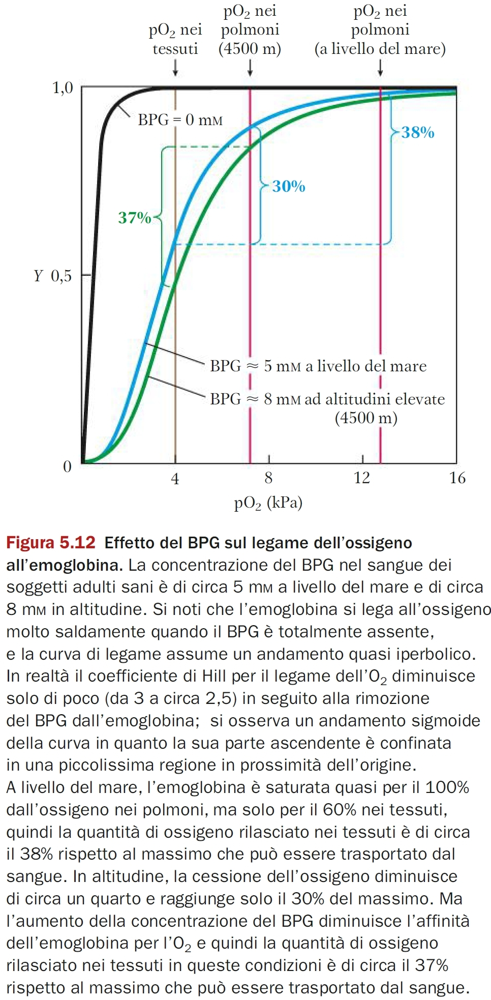 pO₂ nei
tessuti
pO₂ nei
polmoni
(4500 m)
pO₂ nei
polmoni
(a livello del mare)
1,0
BPG = 0 mM
38%
30%
37%
Y 0,5
BPG ≈ 5 mM a livello del mare
BPG ≈ 8 mM ad altitudini elevate
(4500 m)
0
4
8
12
16
pO₂ (kPa)
Figura 5.12 Effetto del BPG sul legame dell'ossigeno
all'emoglobina. La concentrazione del BPG nel sangue dei
soggetti adulti sani è di circa 5 mM a livello del mare e di circa
8 mM in altitudine. Si noti che l'emoglobina si lega all'ossigeno
molto saldamente quando il BPG è totalmente assente,
e la curva di legame assume un andamento quasi iperbolico.
In realtà il coefficiente di Hill per il legame dell'O₂ diminuisce
solo di poco (da 3 a circa 2,5) in seguito alla rimozione
del BPG dall'emoglobina; si osserva un andamento sigmoide
della curva in quanto la sua parte ascendente è confinata
in una piccolissima regione in prossimità dell'origine.
A livello del mare, l'emoglobina è saturata quasi per il 100%
dall'ossigeno nei polmoni, ma solo per il 60% nei tessuti,
quindi la quantità di ossigeno rilasciato nei tessuti è di circa
il 38% rispetto al massimo che può essere trasportato dal
sangue. In altitudine, la cessione dell'ossigeno diminuisce
di circa un quarto e raggiunge solo il 30% del massimo. Ma
l'aumento della concentrazione del BPG diminuisce l'affinità
dell'emoglobina per l'O₂ e quindi la quantità di ossigeno
rilasciato nei tessuti in queste condizioni è di circa il 37%
rispetto al massimo che può essere trasportato dal sangue.